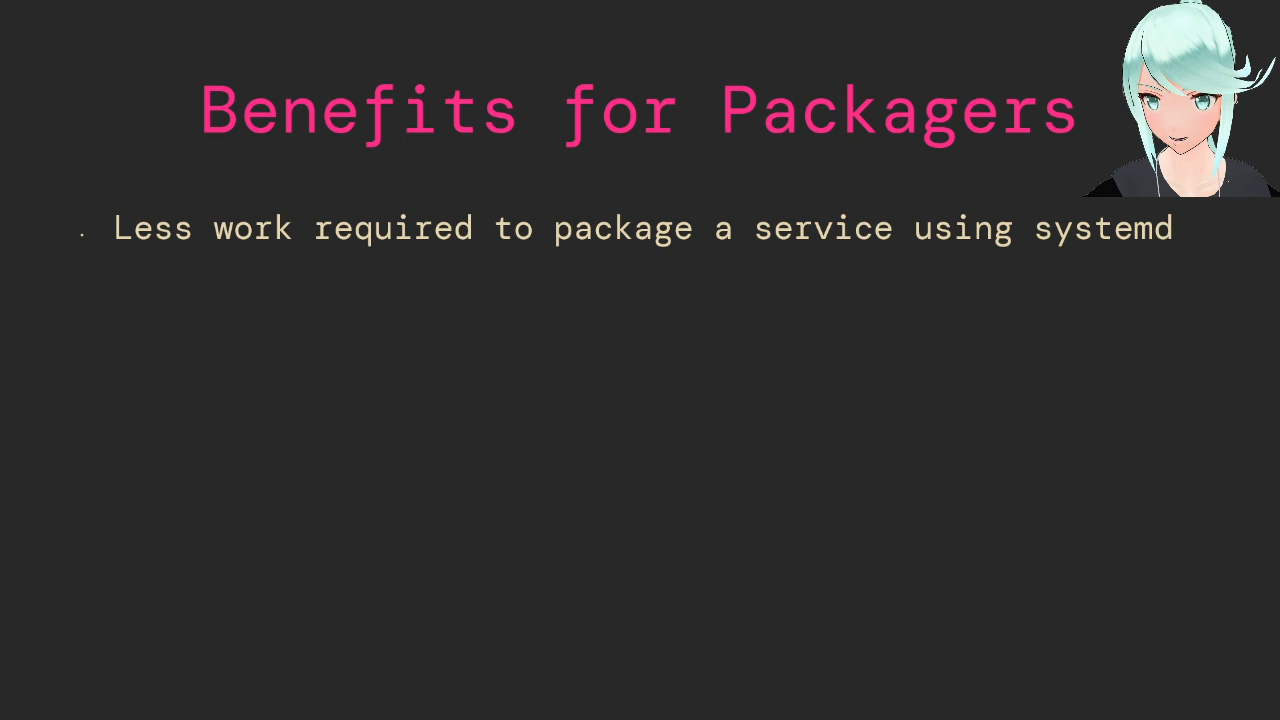 Benefits for Packagers
· Less work required to package a service using systemd